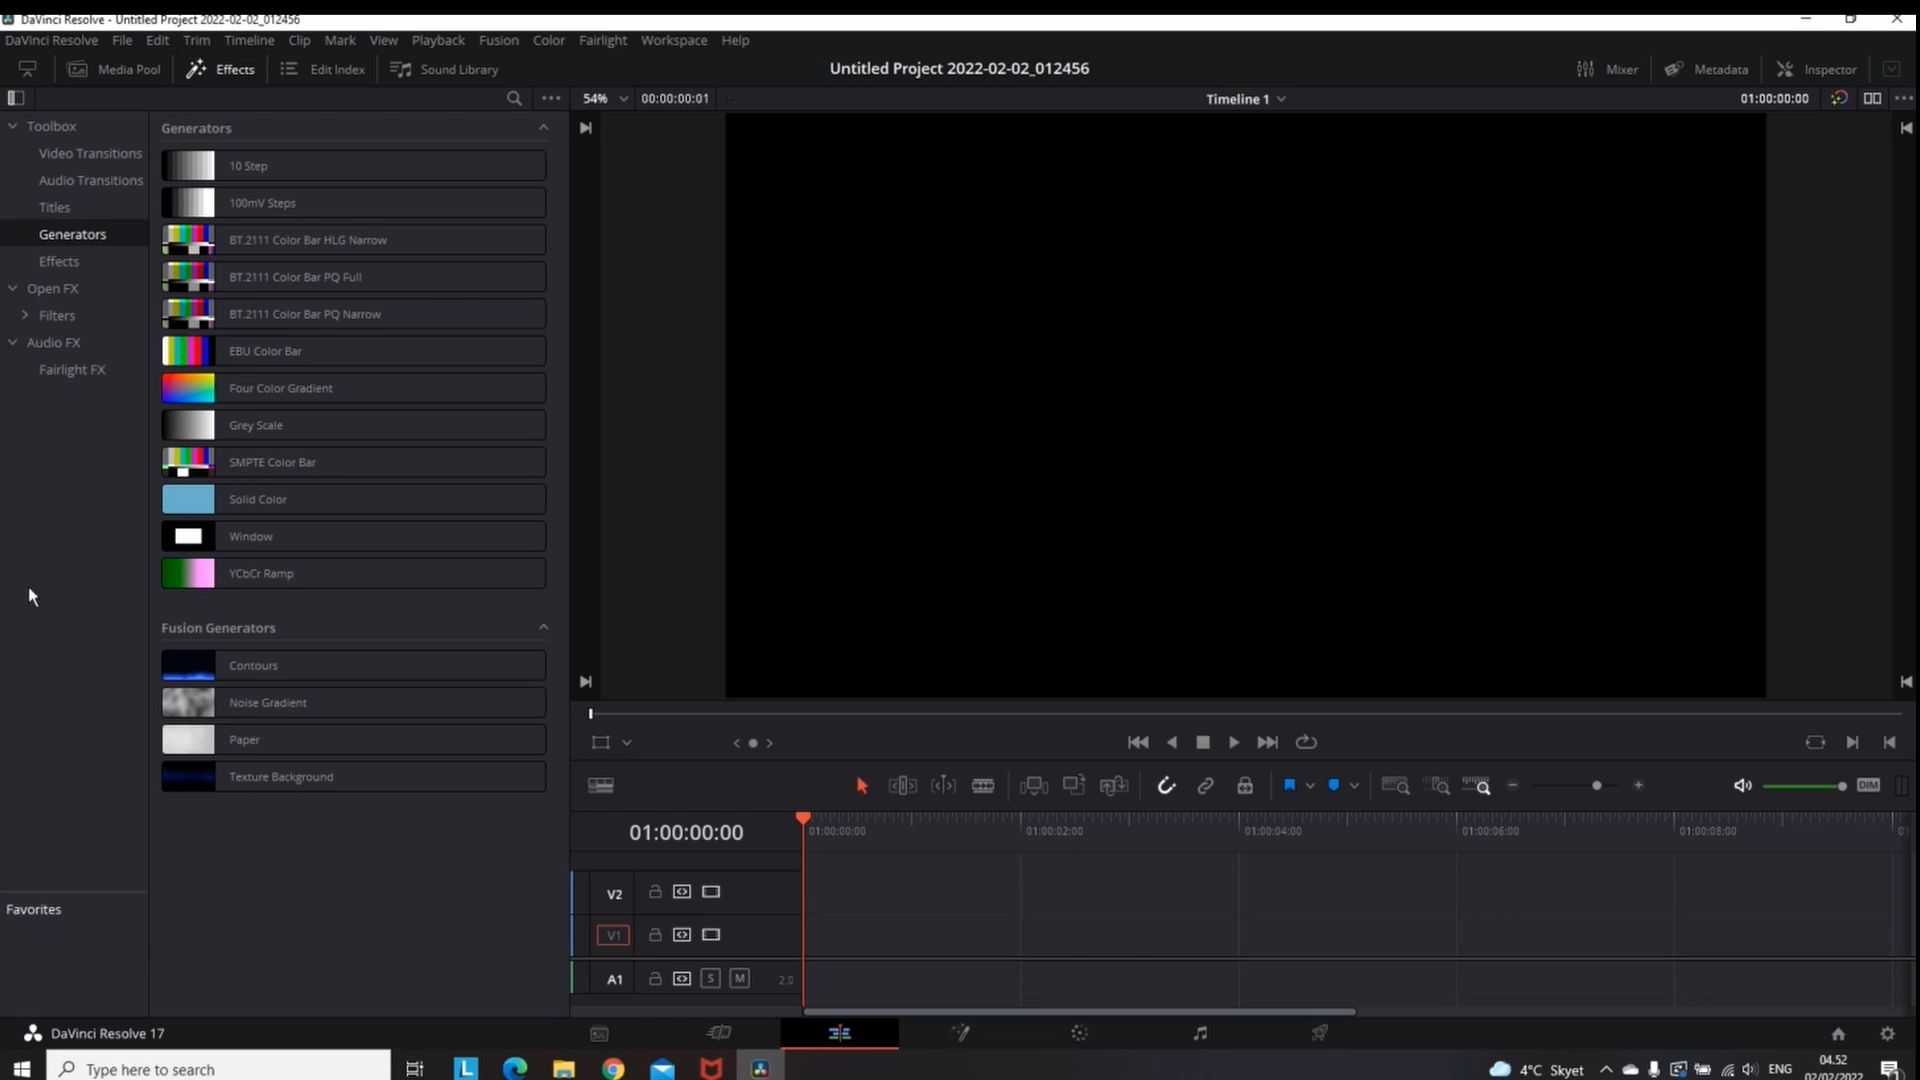 DaVinci Resolve - Untitled Project 2022-02-02_012456
DaVinci Resolve File Edit Trim Timeline Clip Mark View Playback Fusion Color Fairlight Workspace Help
Media Pool Effects Edit Index Sound Library Untitled Project 2022-02-02_012456 Mixer Metadata Inspector
54% 00:00:00:01 Timeline 1 01:00:00:00
Toolbox
Video Transitions
Audio Transitions
Titles
Generators
Effects
Open FX
Filters
Audio FX
Fairlight FX
Favorites
Generators
10 Step
100mV Steps
BT.2111 Color Bar HLG Narrow
BT.2111 Color Bar PQ Full
BT.2111 Color Bar PQ Narrow
EBU Color Bar
Four Color Gradient
Grey Scale
SMPTE Color Bar
Solid Color
Window
YCbCr Ramp
Fusion Generators
Contours
Noise Gradient
Paper
Texture Background
DIM
01:00:00:00 01:00:00:00 01:00:02:00 01:00:04:00 01:00:06:00 01:00:08:00
V2
V1
A1 S M 2.0
DaVinci Resolve 17
Type here to search L 4°C Skyet ENG 04.52
02/02/2022